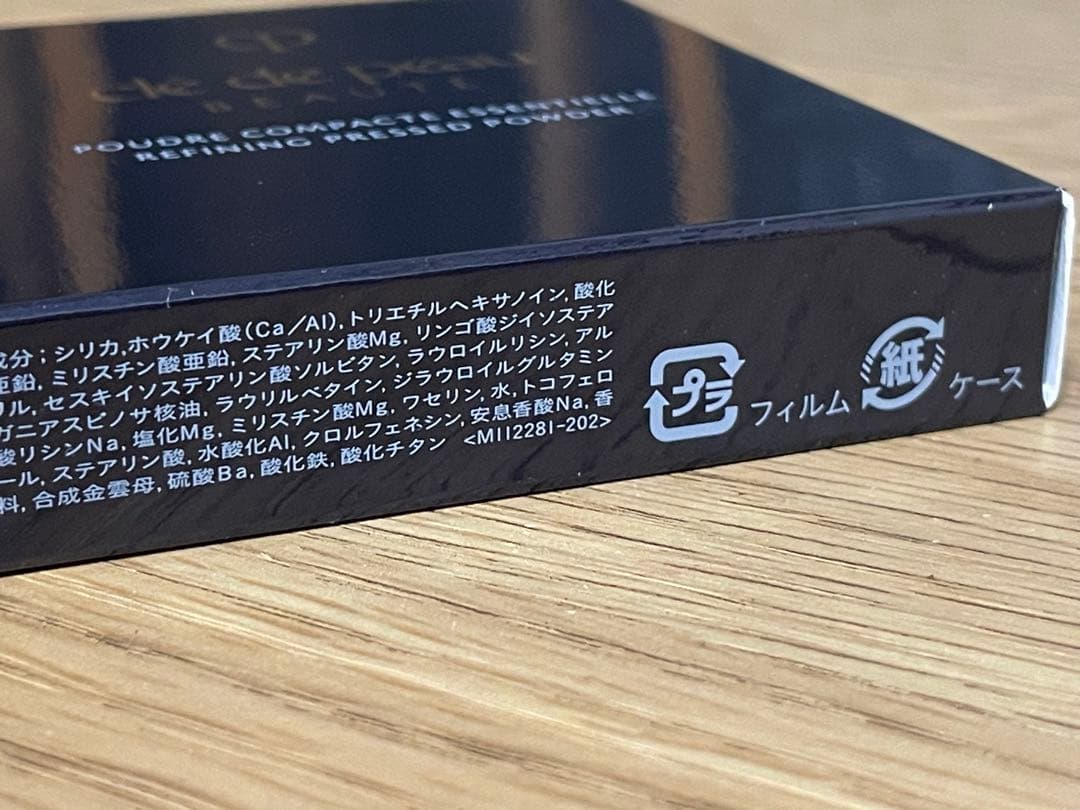 clé de peau
BEAUTÉ
POUDRE COMPACTE ESSENTIELLE
REFINING PRESSED POWDER
成分；シリカ,ホウケイ酸(Ca/Al),トリエチルヘキサノイン,酸化
亜鉛,ミリスチン酸亜鉛,ステアリン酸Mg,リンゴ酸ジイソステア
リル,セスキイソステアリン酸ソルビタン,ラウロイルリシン,アル
ガニアスピノサ核油,ラウリルベタイン,ジラウロイルグルタミン
酸リシンNa,塩化Mg,ミリスチン酸Mg,ワセリン,水,トコフェロ
ール,ステアリン酸,水酸化Al,クロルフェネシン,安息香酸Na,香
料,合成金雲母,硫酸Ba,酸化鉄,酸化チタン <M112281-202>
プラ フィルム
紙 ケース